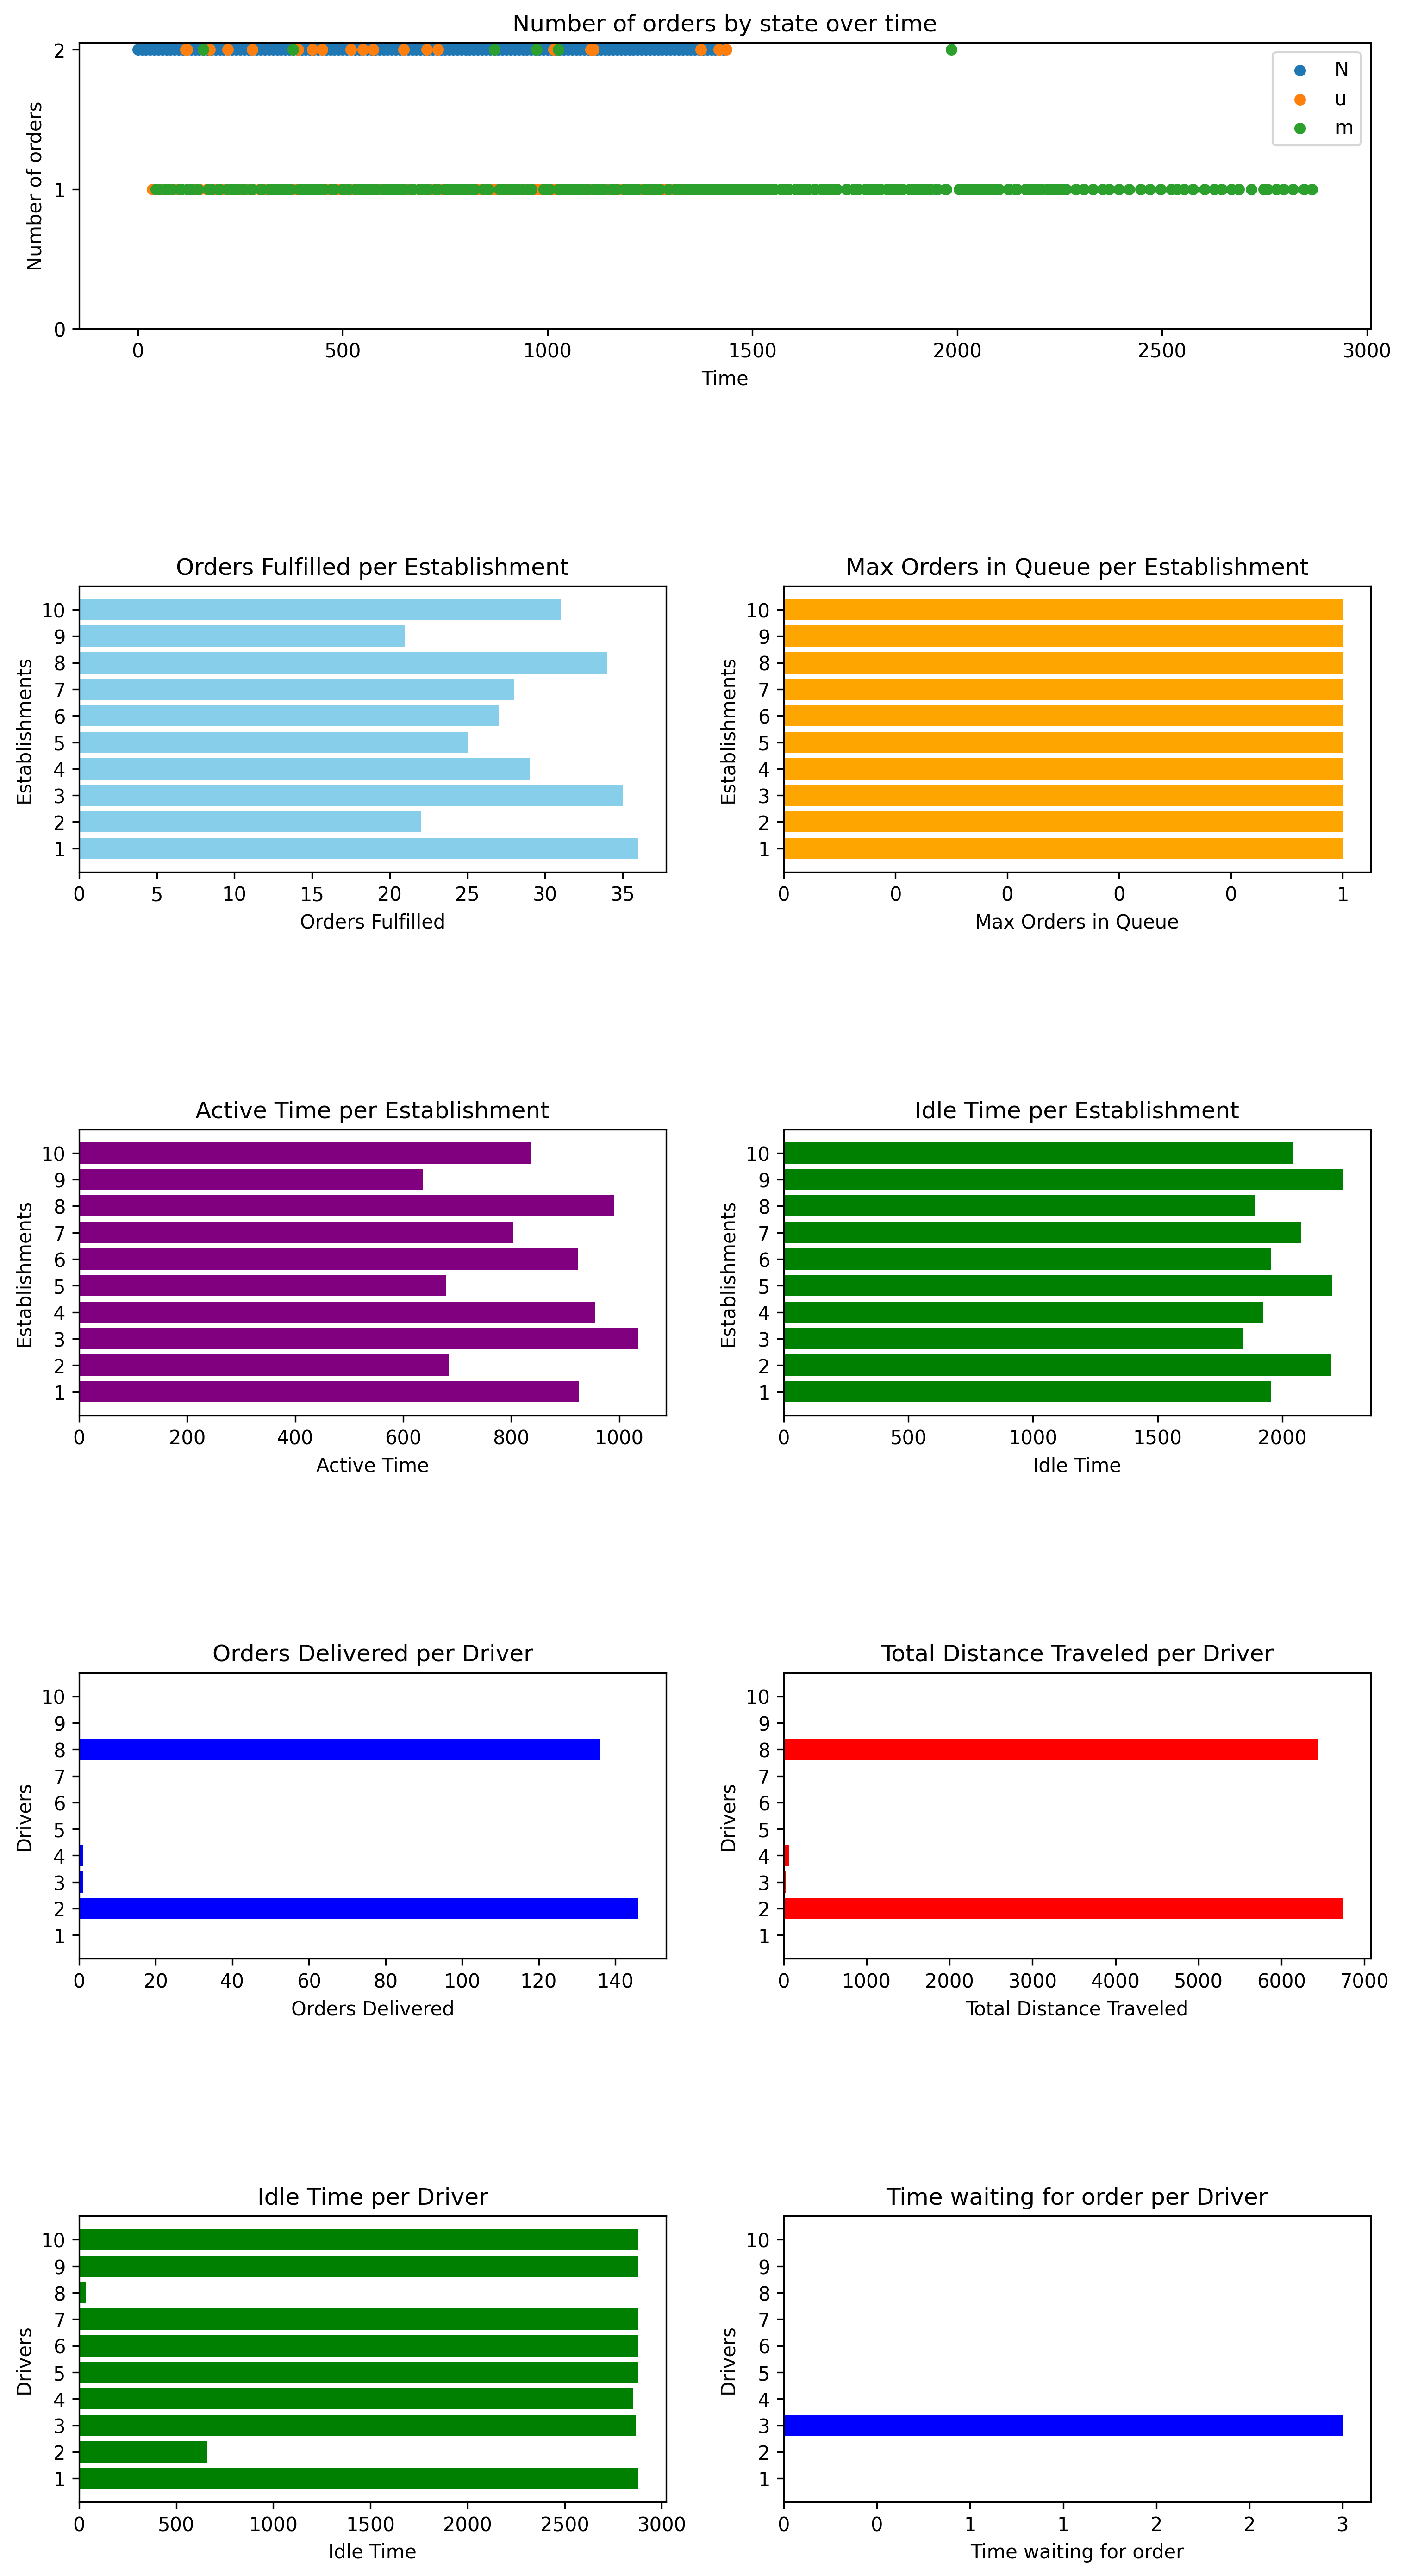 Number of orders by state over time
Number of orders
2
1
0
N
u
m
0 500 1000 1500 2000 2500 3000
Time
Orders Fulfilled per Establishment
Establishments
10
9
8
7
6
5
4
3
2
1
0 5 10 15 20 25 30 35
Orders Fulfilled
Max Orders in Queue per Establishment
Establishments
10
9
8
7
6
5
4
3
2
1
0 0 0 0 0 1
Max Orders in Queue
Active Time per Establishment
Establishments
10
9
8
7
6
5
4
3
2
1
0 200 400 600 800 1000
Active Time
Idle Time per Establishment
Establishments
10
9
8
7
6
5
4
3
2
1
0 500 1000 1500 2000
Idle Time
Orders Delivered per Driver
Drivers
10
9
8
7
6
5
4
3
2
1
0 20 40 60 80 100 120 140
Orders Delivered
Total Distance Traveled per Driver
Drivers
10
9
8
7
6
5
4
3
2
1
0 1000 2000 3000 4000 5000 6000 7000
Total Distance Traveled
Idle Time per Driver
Drivers
10
9
8
7
6
5
4
3
2
1
0 500 1000 1500 2000 2500 3000
Idle Time
Time waiting for order per Driver
Drivers
10
9
8
7
6
5
4
3
2
1
0 0 1 1 2 2 3
Time waiting for order